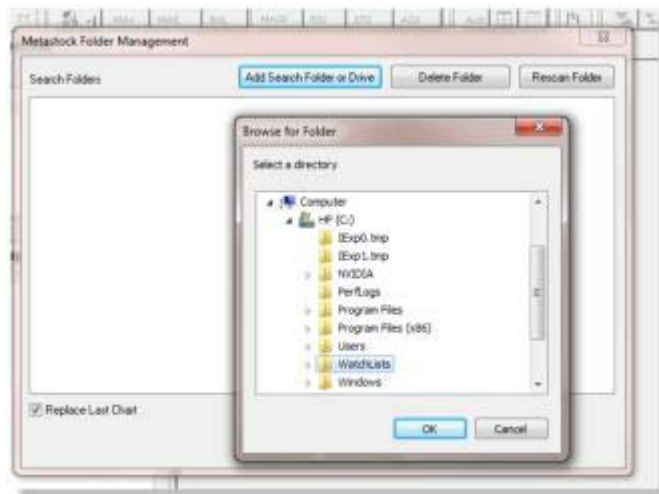 Metastock Folder Management
Search Folders
Add Search Folder or Drive
Delete Folder
Rescan Folder
Browse for Folder
Select a directory
Computer
HP (C:)
IExp0.tmp
IExp1.tmp
NVIDIA
PerfLogs
Program Files
Program Files (x86)
Users
WatchLists
Windows
Replace Last Chart
OK
Cancel